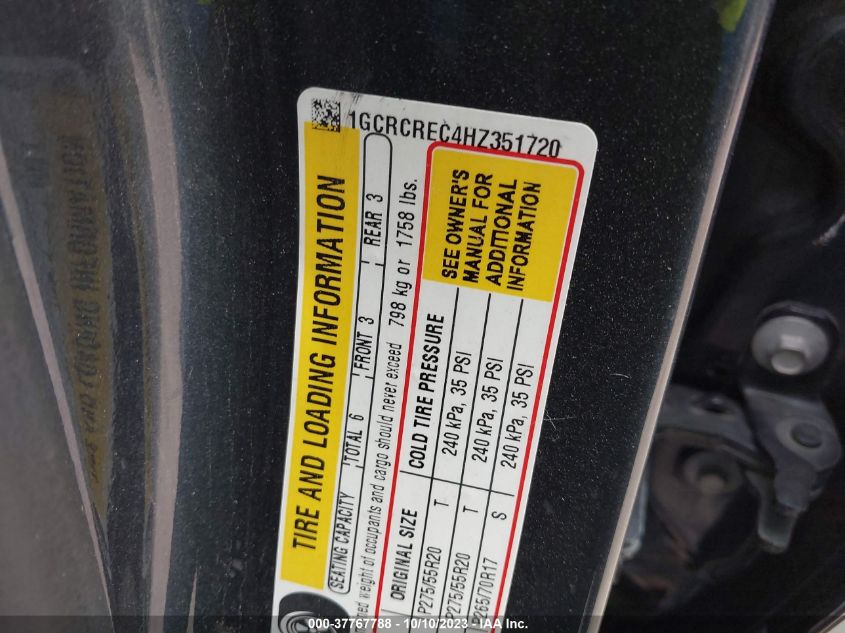 1GCRCREC4HZ351720
TIRE AND LOADING INFORMATION
SEATING CAPACITY TOTAL 6 FRONT 3 REAR 3
weight of occupants and cargo should never exceed 798 kg or 1758 lbs.
ORIGINAL SIZE COLD TIRE PRESSURE
P275/55R20 T 240 kPa, 35 PSI
P275/55R20 T 240 kPa, 35 PSI
P265/70R17 S 240 kPa, 35 PSI
SEE OWNER'S
MANUAL FOR
ADDITIONAL
INFORMATION
000-37767788 - 10/10/2023 - IAA Inc.